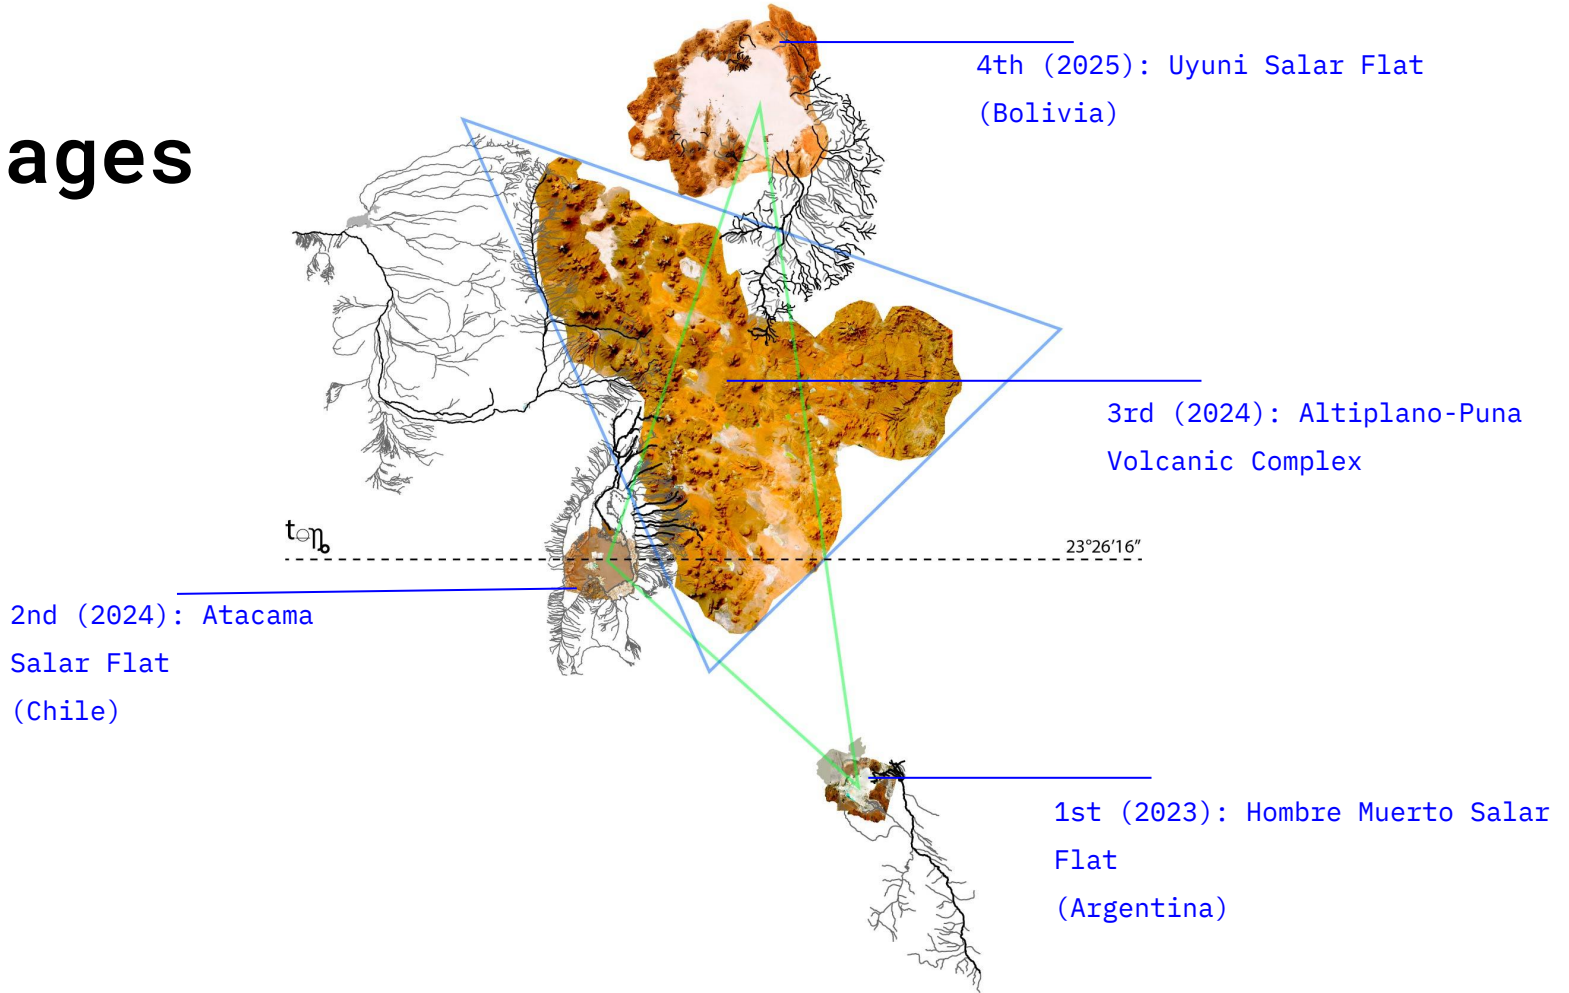 4th (2025): Uyuni Salar Flat
(Bolivia)
ages
3rd (2024): Altiplano-Puna
Volcanic Complex
23°26'16"
2nd (2024): Atacama
Salar Flat
(Chile)
1st (2023): Hombre Muerto Salar
Flat
(Argentina)